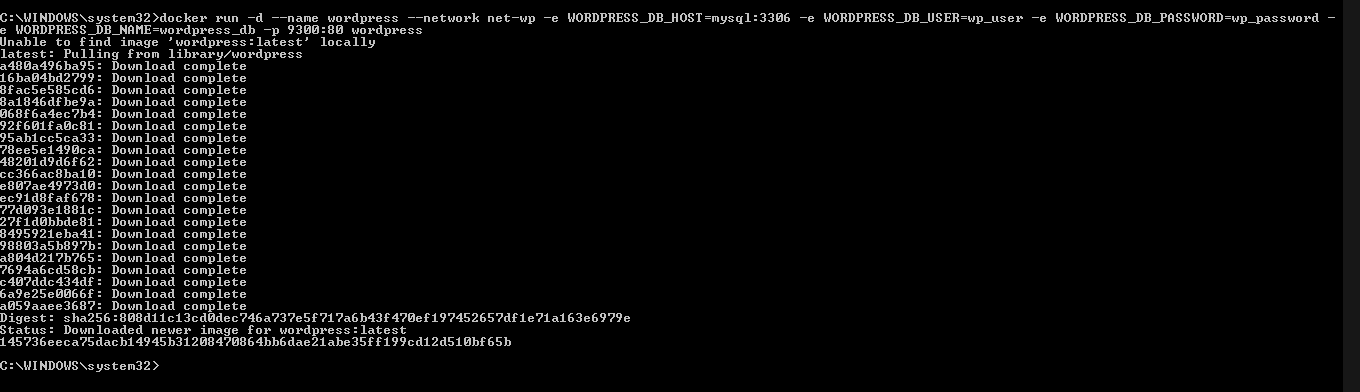 C:\WINDOWS\system32>docker run -d --name wordpress --network net-wp -e WORDPRESS_DB_HOST=mysql:3306 -e WORDPRESS_DB_USER=wp_user -e WORDPRESS_DB_PASSWORD=wp_password -
e WORDPRESS_DB_NAME=wordpress_db -p 9300:80 wordpress
Unable to find image 'wordpress:latest' locally
latest: Pulling from library/wordpress
a480a496ba95: Download complete
16ba04bd2799: Download complete
8fac5e585cd6: Download complete
8a1846dfbe9a: Download complete
068f6a4ec7b4: Download complete
92f601fa0c81: Download complete
95ab1cc5ca33: Download complete
78ee5e1490ca: Download complete
48201d9d6f62: Download complete
cc366ac8ba10: Download complete
e807ae4973d0: Download complete
ec91d8faf678: Download complete
77d093e1881c: Download complete
27f1d0bbde81: Download complete
8495921eba41: Download complete
98803a5b897b: Download complete
a804d217b765: Download complete
7694a6cd58cb: Download complete
c407ddc434df: Download complete
6a9e25e0066f: Download complete
a059aaee3687: Download complete
Digest: sha256:808d11c13cd0dec746a737e5f717a6b43f470ef197452657df1e71a163e6979e
Status: Downloaded newer image for wordpress:latest
145736eeca75dacb14945b31208470864bb6dae21abe35ff199cd12d510bf65b
C:\WINDOWS\system32>